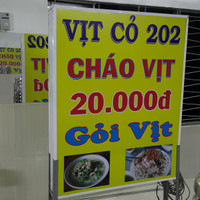 VỊT CỎ 202
CHÁO VỊT
20.000đ
Gỏi Vịt